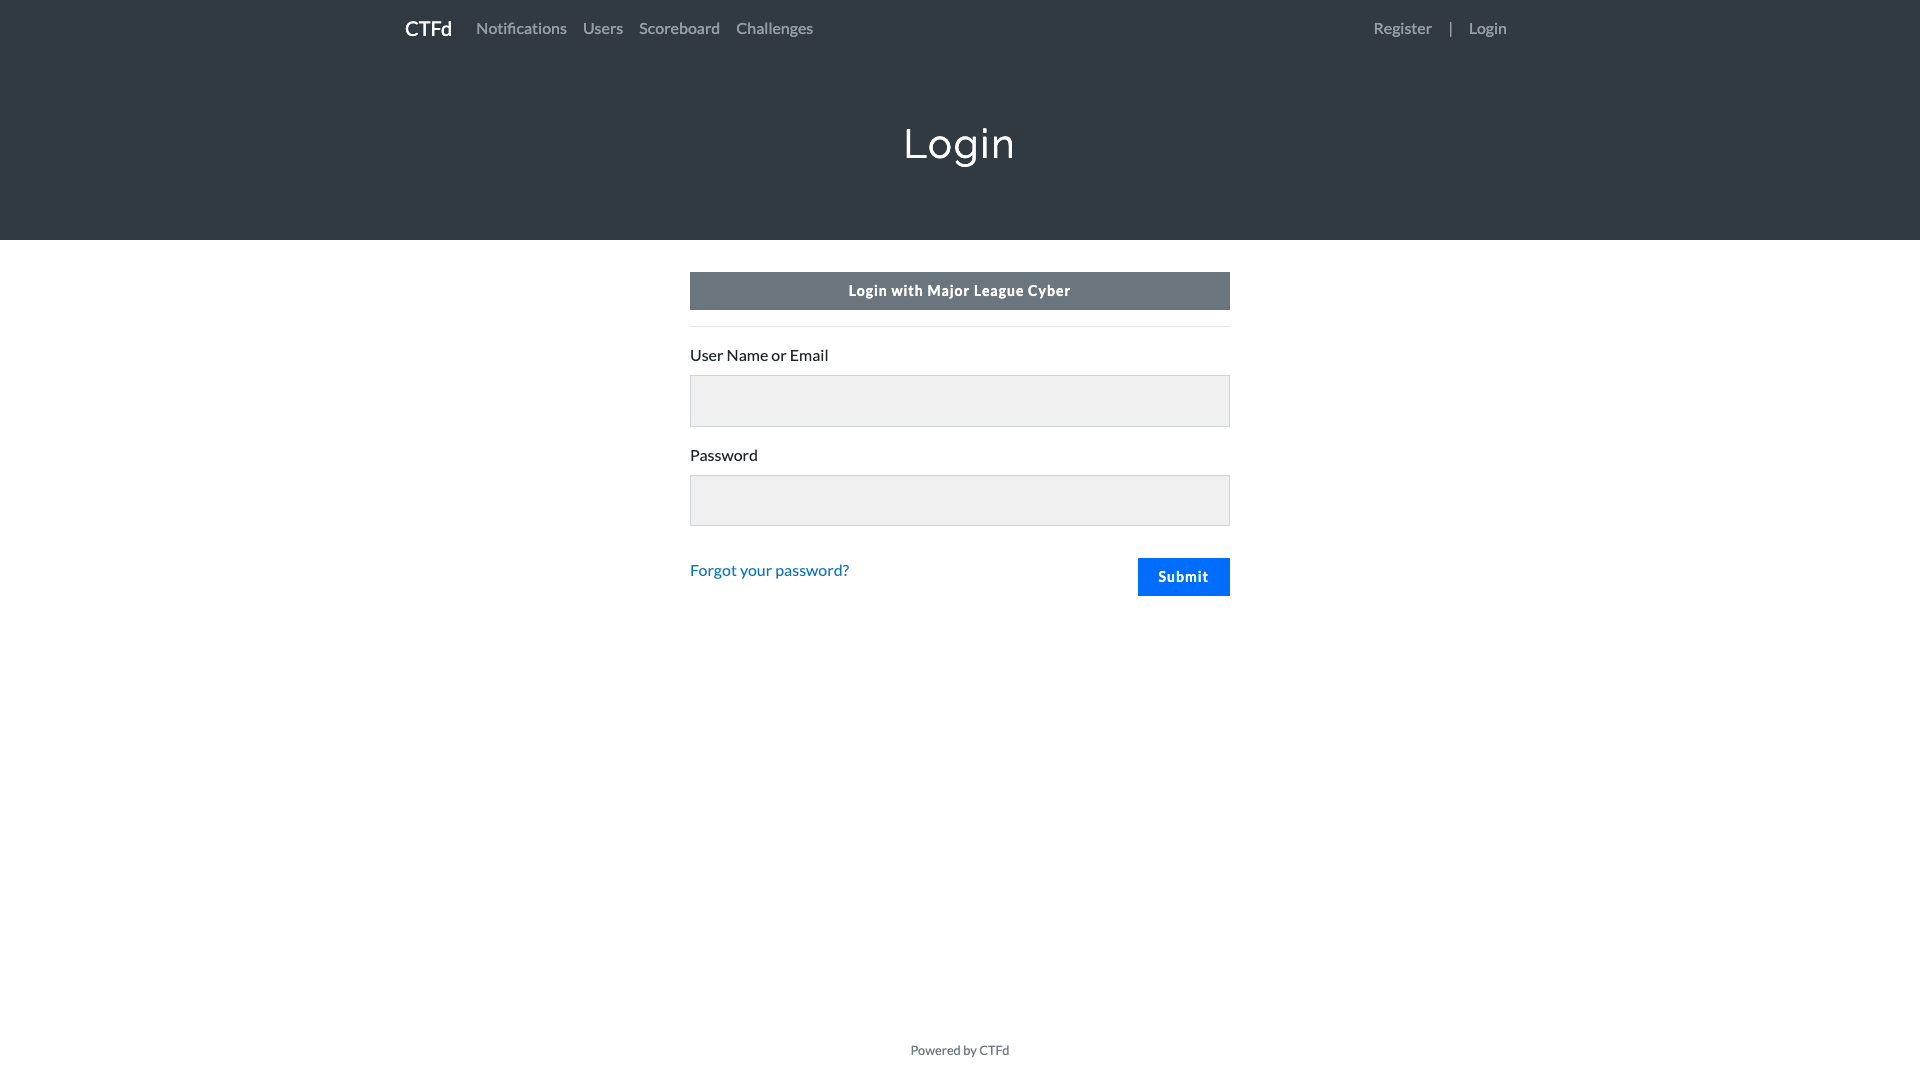 CTFd Notifications Users Scoreboard Challenges Register | Login
Login
Login with Major League Cyber
User Name or Email
Password
Forgot your password? Submit
Powered by CTFd